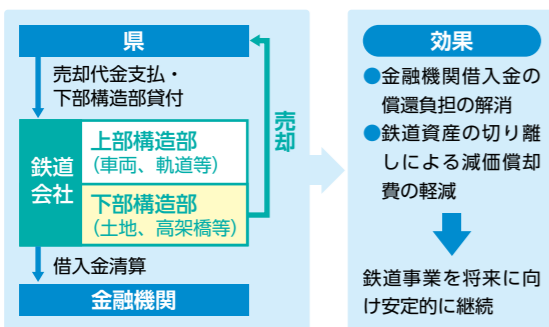 県
売却代金支払・
下部構造部貸付
売却
鉄道
会社
上部構造部
(車両、軌道等)
下部構造部
(土地、高架橋等)
借入金清算
金融機関
効果
●金融機関借入金の
償還負担の解消
●鉄道資産の切り離
しによる減価償却
費の軽減
鉄道事業を将来に向
け安定的に継続